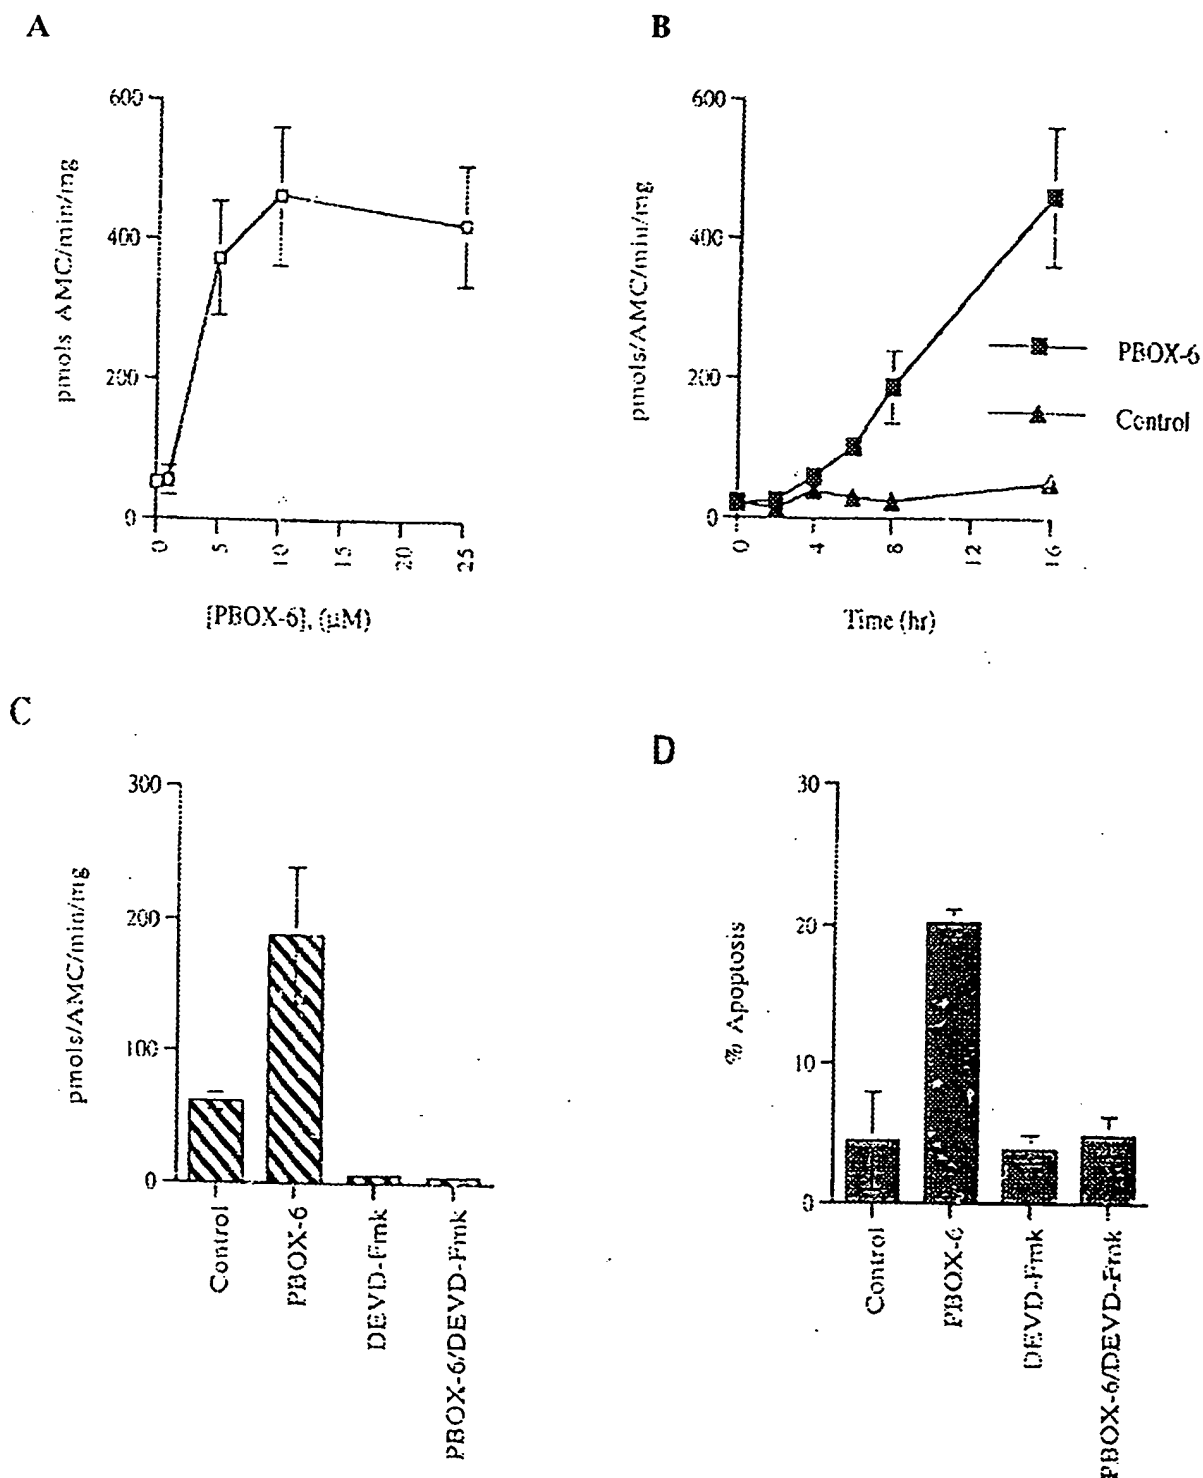 A
600
400
200
0
pmols AMC/min/mg
0
5
10
15
20
25
[PBOX-6], (µM)
B
600
400
200
0
pmols/AMC/min/mg
0
4
8
12
16
Time (hr)
PBOX-6
Control
C
300
200
100
0
pmols/AMC/min/mg
Control
PBOX-6
DEVD-Fmk
PBOX-6/DEVD-Fmk
D
30
20
10
0
% Apoptosis
Control
PBOX-6
DEVD-Fmk
PBOX-6/DEVD-Fmk